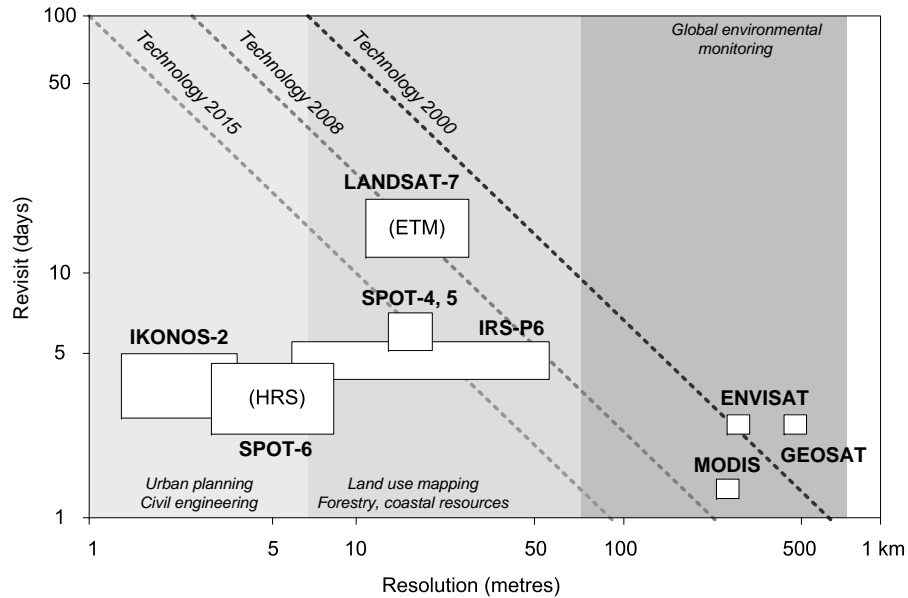 100
Global environmental
monitoring
50
Technology 2015
Technology 2008
Technology 2000
LANDSAT-7
(ETM)
Revisit (days)
10
SPOT-4, 5
IRS-P6
IKONOS-2
5
(HRS)
ENVISAT
SPOT-6
GEOSAT
MODIS
Urban planning
Civil engineering
Land use mapping
Forestry, coastal resources
1
1
5
10
50
100
500
1 km
Resolution (metres)